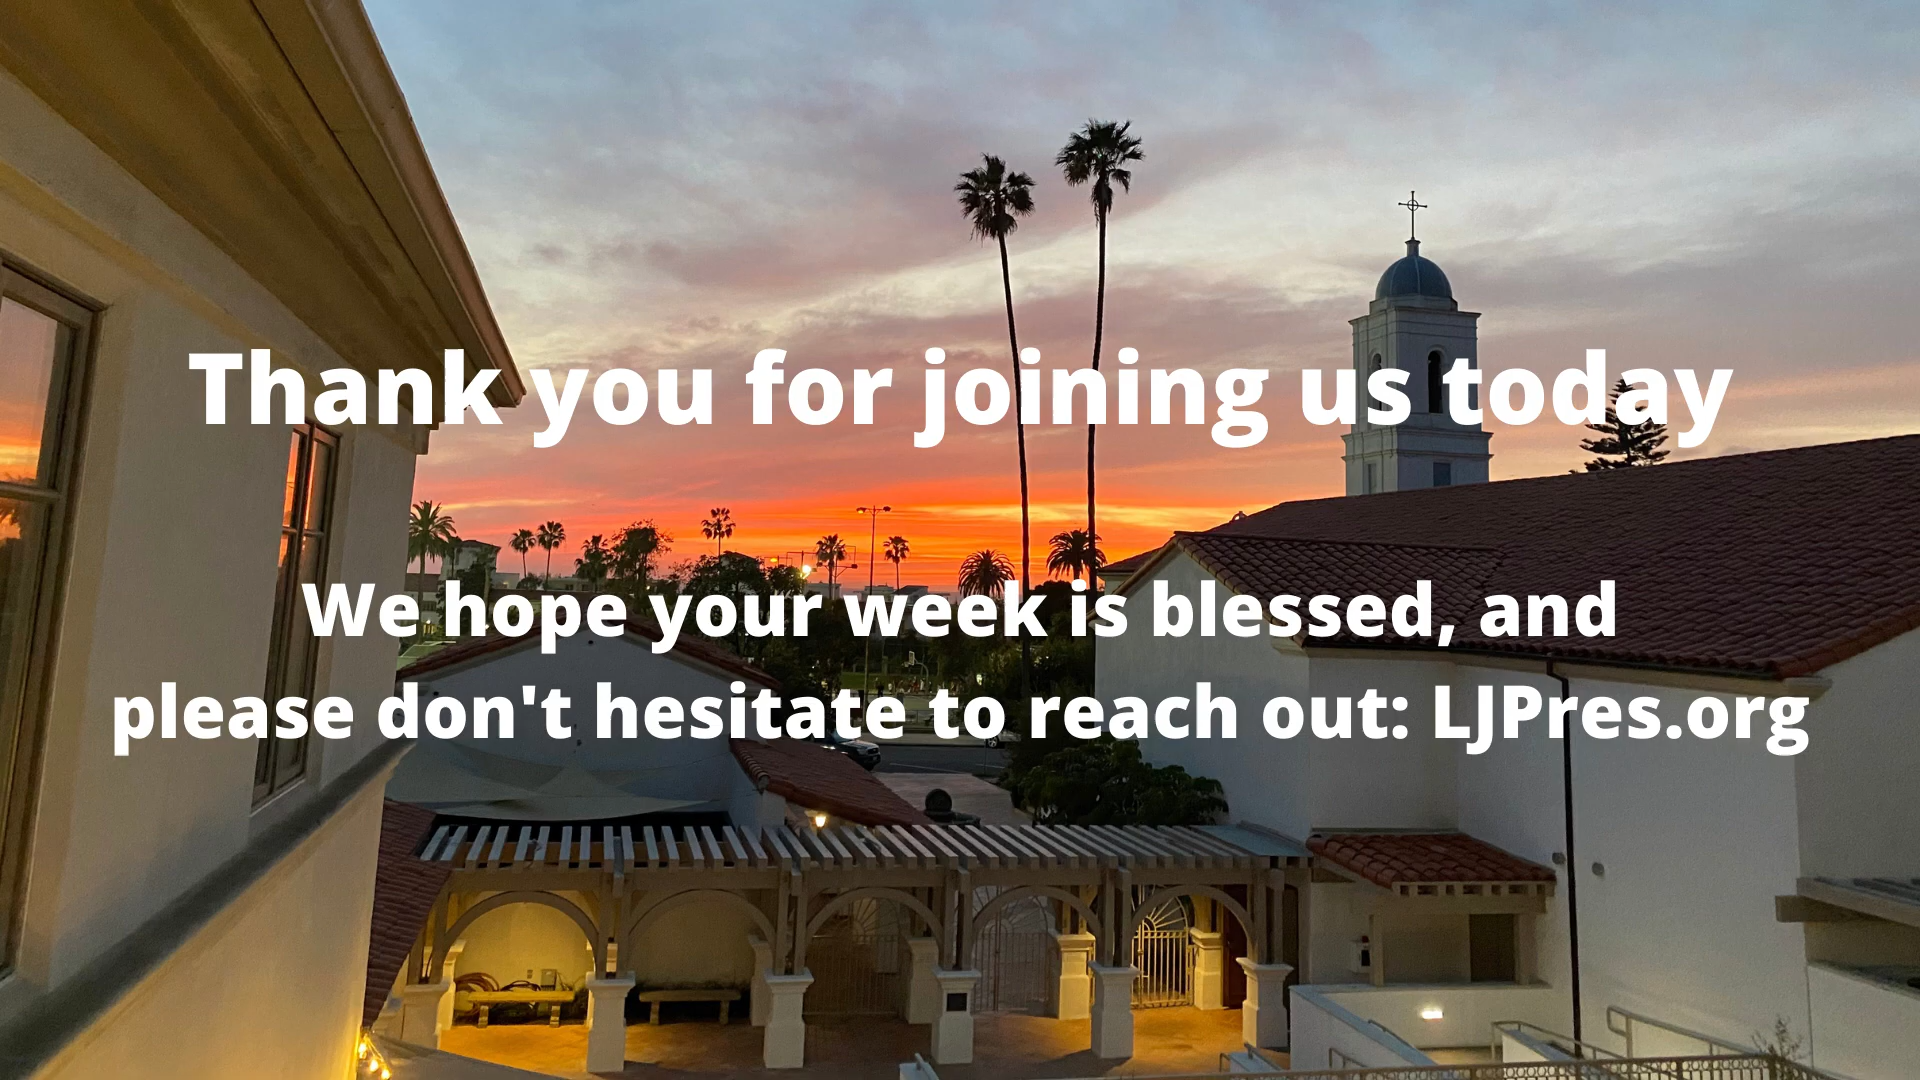 Thank you for joining us today
We hope your week is blessed, and
please don't hesitate to reach out: LJPres.org